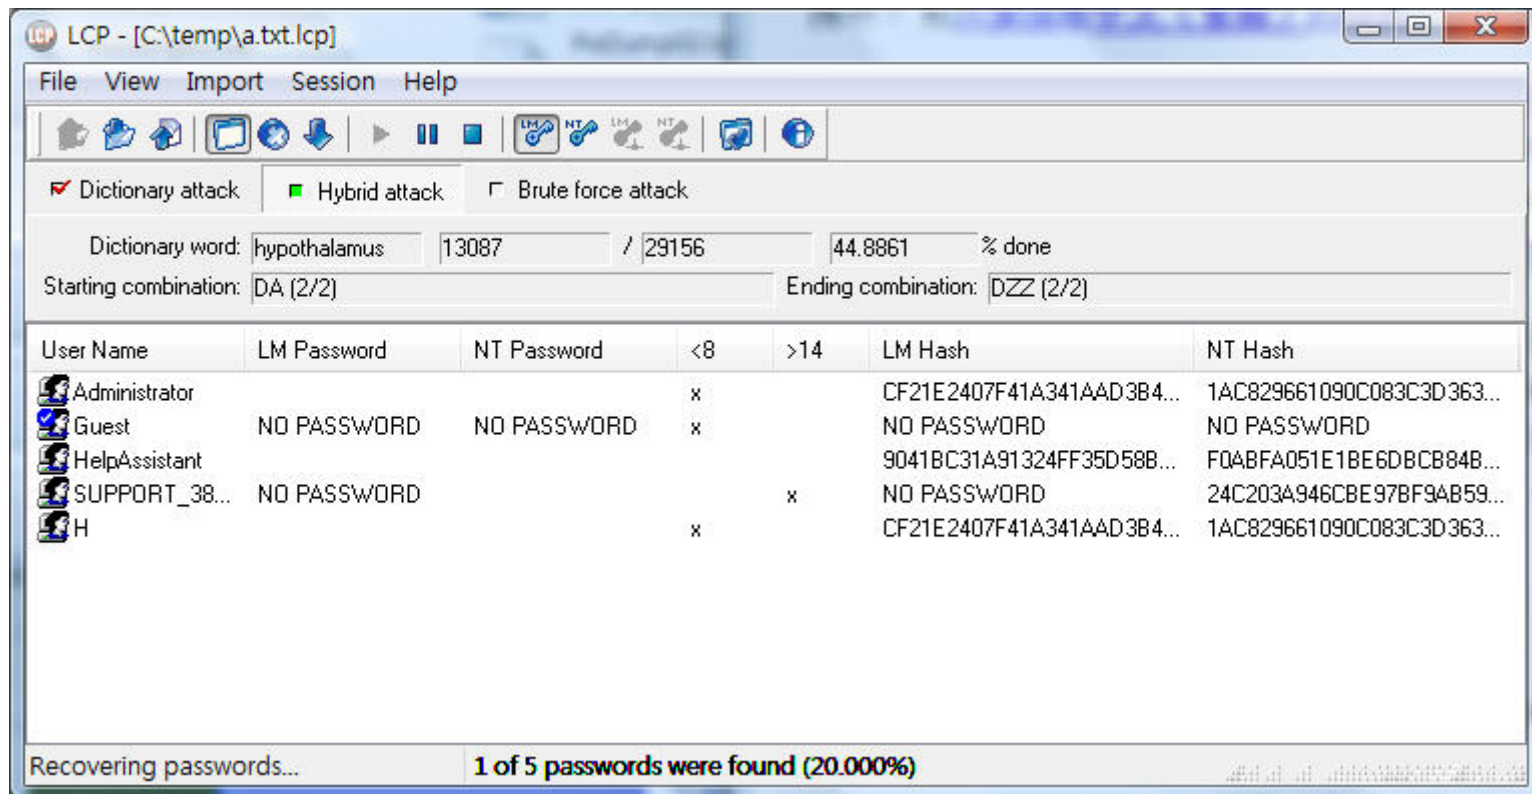 LCP - [C:\temp\a.txt.lcp]
File View Import Session Help
LM NT LM NT
Dictionary attack Hybrid attack Brute force attack
Dictionary word: hypothalamus 13087 / 29156 44.8861 % done
Starting combination: DA (2/2) Ending combination: DZZ (2/2)
User Name LM Password NT Password <8 >14 LM Hash NT Hash
Administrator x CF21E2407F41A341AAD3B4... 1AC829661090C083C3D363...
Guest NO PASSWORD NO PASSWORD x NO PASSWORD NO PASSWORD
HelpAssistant 9041BC31A91324FF35D58B... F0ABFA051E1BE6DBCB84B...
SUPPORT_38... NO PASSWORD x NO PASSWORD 24C203A946CBE97BF9AB59...
H x CF21E2407F41A341AAD3B4... 1AC829661090C083C3D363...
Recovering passwords... 1 of 5 passwords were found (20.000%)